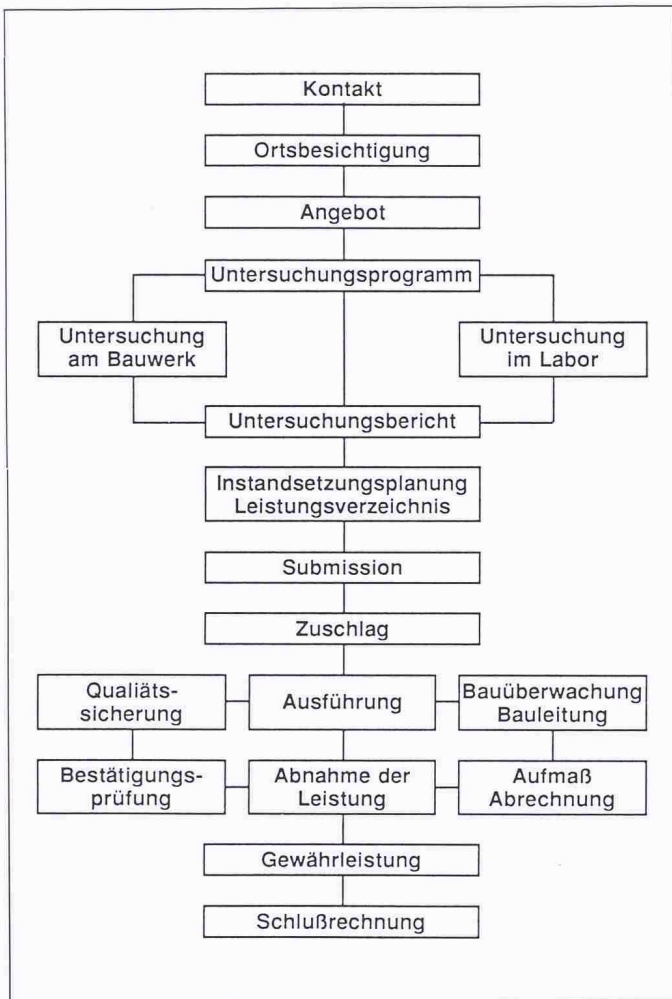 Kontakt
Ortsbesichtigung
Angebot
Untersuchungsprogramm
Untersuchung
am Bauwerk
Untersuchung
im Labor
Untersuchungsbericht
Instandsetzungsplanung
Leistungsverzeichnis
Submission
Zuschlag
Qualiäts-
sicherung
Ausführung
Bauüberwachung
Bauleitung
Bestätigungs-
prüfung
Abnahme der
Leistung
Aufmaß
Abrechnung
Gewährleistung
Schlußrechnung